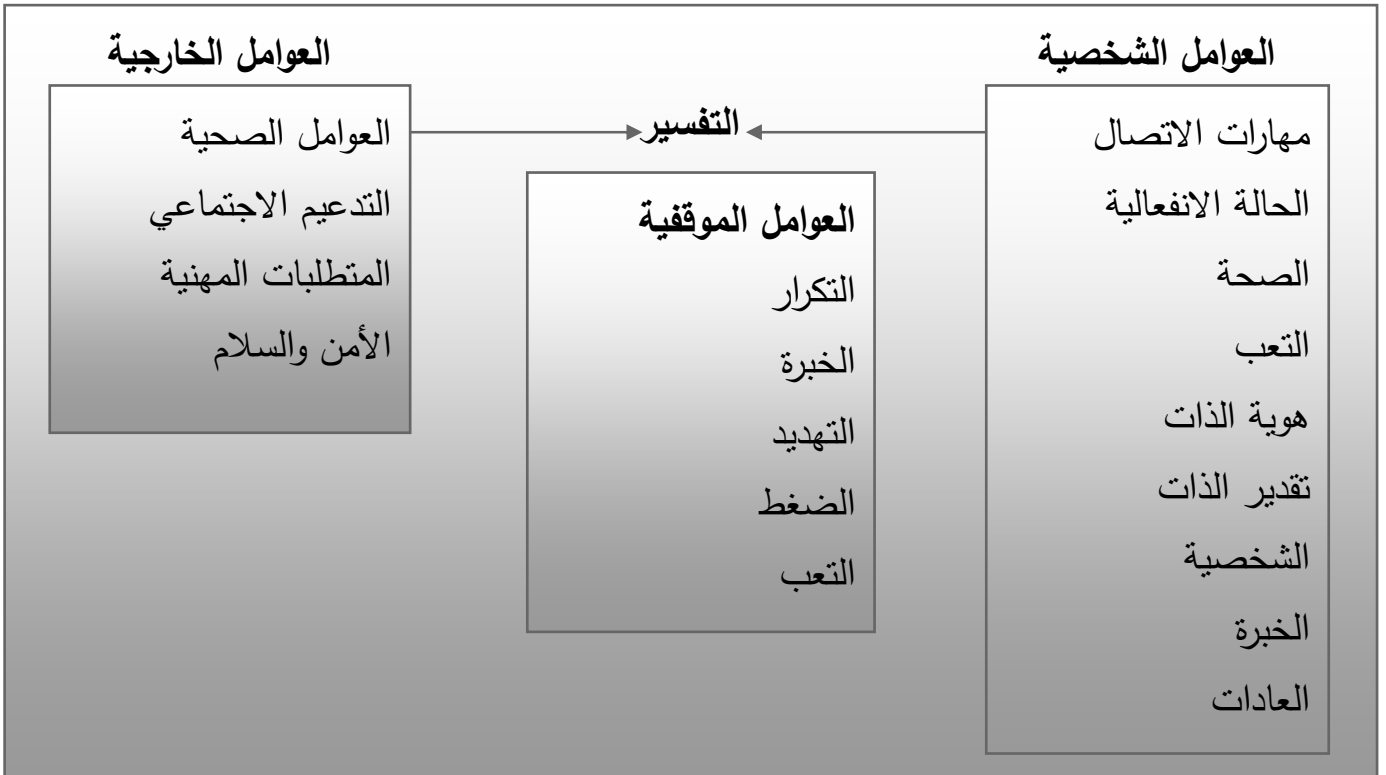 العوامل الشخصية
مهارات الاتصال
الحالة الانفعالية
الصحة
التعب
هوية الذات
تقدير الذات
الشخصية
الخبرة
العادات
التفسير
العوامل الموقفية
التكرار
الخبرة
التهديد
الضغط
التعب
العوامل الخارجية
العوامل الصحية
التدعيم الاجتماعي
المتطلبات المهنية
الأمن والسلام